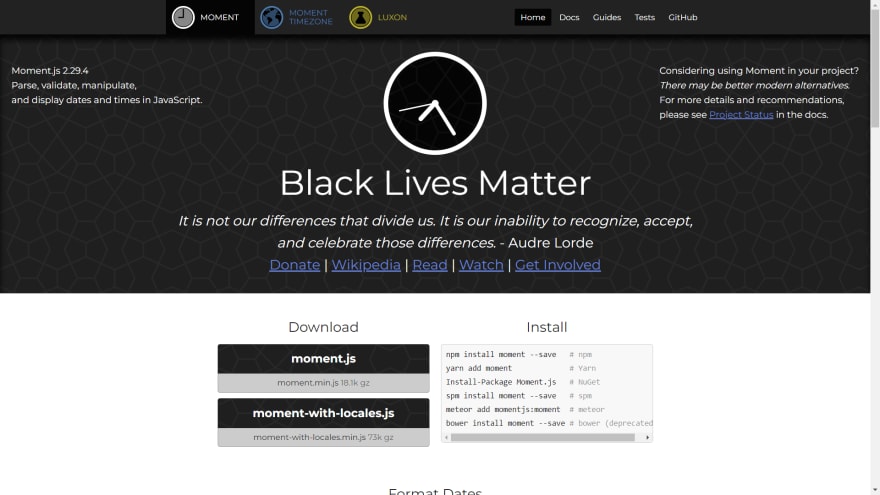 MOMENT
MOMENT
TIMEZONE
LUXON
Home
Docs
Guides
Tests
GitHub
Moment.js 2.29.4
Parse, validate, manipulate,
and display dates and times in JavaScript.
Considering using Moment in your project?
There may be better modern alternatives.
For more details and recommendations,
please see Project Status in the docs.
Black Lives Matter
It is not our differences that divide us. It is our inability to recognize, accept,
and celebrate those differences. - Audre Lorde
Donate | Wikipedia | Read | Watch | Get Involved
Download
moment.js
moment.min.js 18.1k gz
moment-with-locales.js
moment-with-locales.min.js 73k gz
Install
npm install moment --save # npm
yarn add moment # Yarn
Install-Package Moment.js # NuGet
spm install moment --save # spm
meteor add momentjs:moment # meteor
bower install moment --save # bower (deprecated
Format Dates